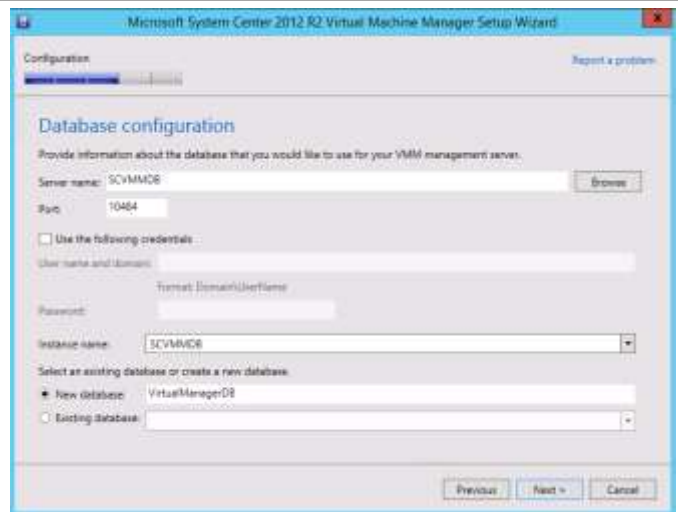 Microsoft System Center 2012 R2 Virtual Machine Manager Setup Wizard
x
Configuration
Report a problem
Database configuration
Provide information about the database that you would like to use for your VMM management server.
Server name: SCVMMDB Browse
Port: 10464
Use the following credentials
User name and domain:
Format: Domain\UserName
Password:
Instance name: SCVMMDB
Select an existing database or create a new database.
New database: VirtualManagerDB
Existing database:
Previous Next > Cancel